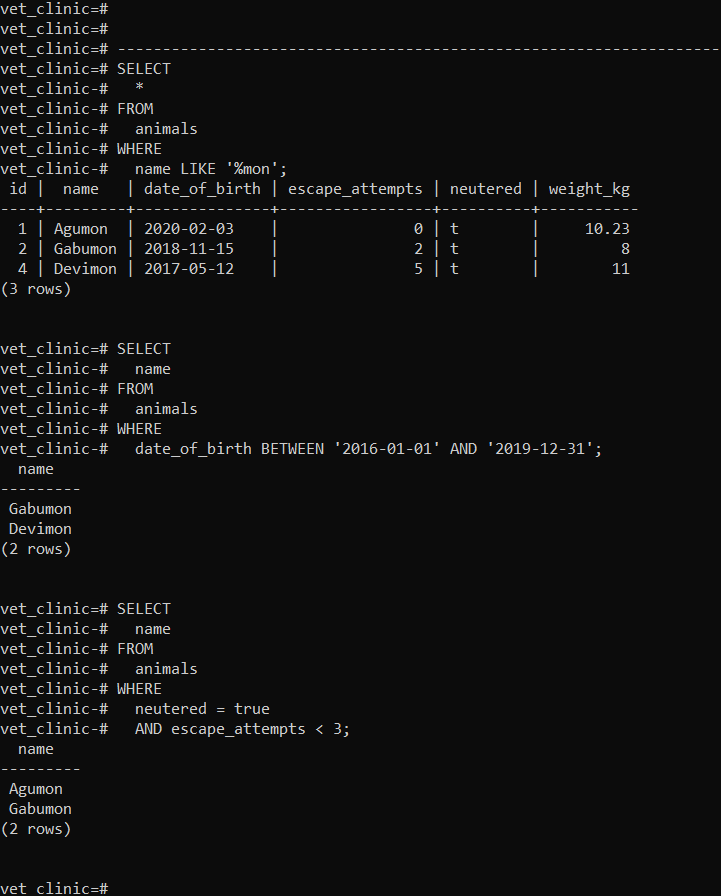 vet_clinic=#
vet_clinic=#
vet_clinic=# -------------------------------------------------------------------
vet_clinic=# SELECT
vet_clinic-#   *
vet_clinic-# FROM
vet_clinic-#   animals
vet_clinic-# WHERE
vet_clinic-#   name LIKE '%mon';
 id |  name   | date_of_birth | escape_attempts | neutered | weight_kg
----+---------+---------------+-----------------+----------+-----------
  1 | Agumon  | 2020-02-03    |               0 | t        |     10.23
  2 | Gabumon | 2018-11-15    |               2 | t        |         8
  4 | Devimon | 2017-05-12    |               5 | t        |        11
(3 rows)

vet_clinic=# SELECT
vet_clinic-#   name
vet_clinic-# FROM
vet_clinic-#   animals
vet_clinic-# WHERE
vet_clinic-#   date_of_birth BETWEEN '2016-01-01' AND '2019-12-31';
  name
---------
 Gabumon
 Devimon
(2 rows)

vet_clinic=# SELECT
vet_clinic-#   name
vet_clinic-# FROM
vet_clinic-#   animals
vet_clinic-# WHERE
vet_clinic-#   neutered = true
vet_clinic-#   AND escape_attempts < 3;
  name
---------
 Agumon
 Gabumon
(2 rows)

vet_clinic=#